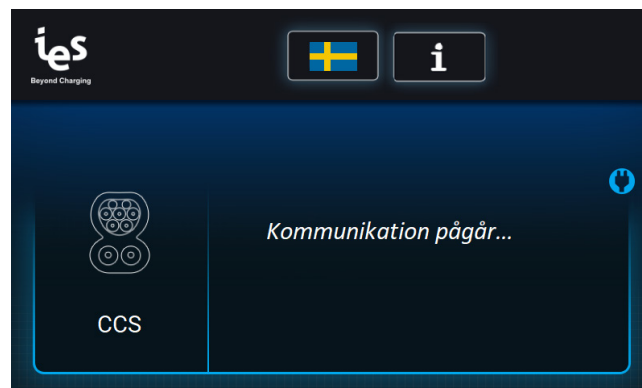 ies
Beyond Charging
i
Kommunikation pågår...
CCS